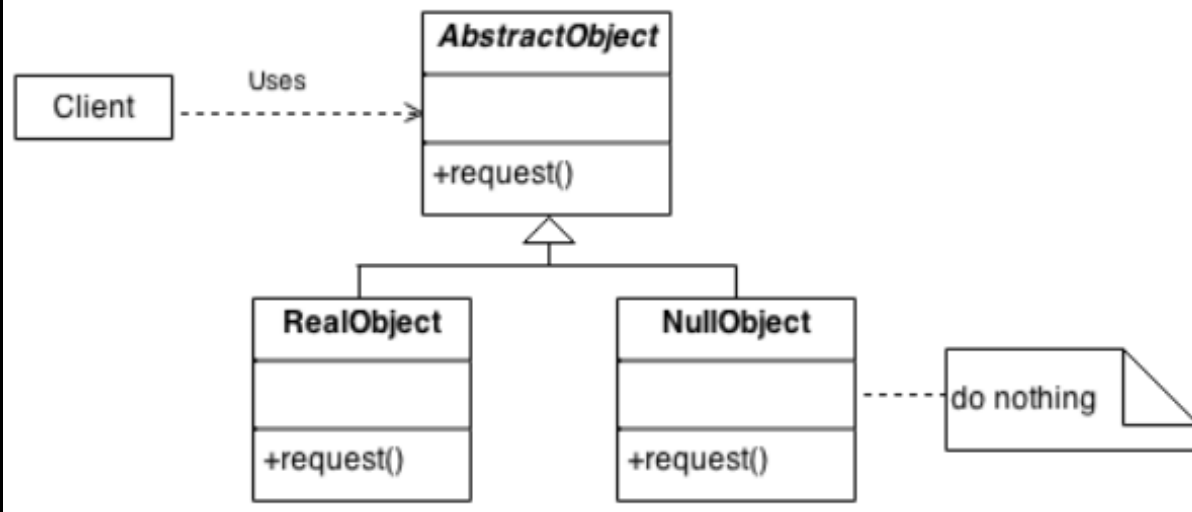 AbstractObject
Uses
Client
+request()
RealObject
NullObject
do nothing
+request()
+request()